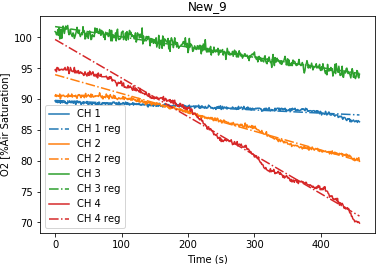 New_9
O2 [%Air Saturation]
100
95
90
85
80
75
70
CH 1
CH 1 reg
CH 2
CH 2 reg
CH 3
CH 3 reg
CH 4
CH 4 reg
0 100 200 300 400
Time (s)